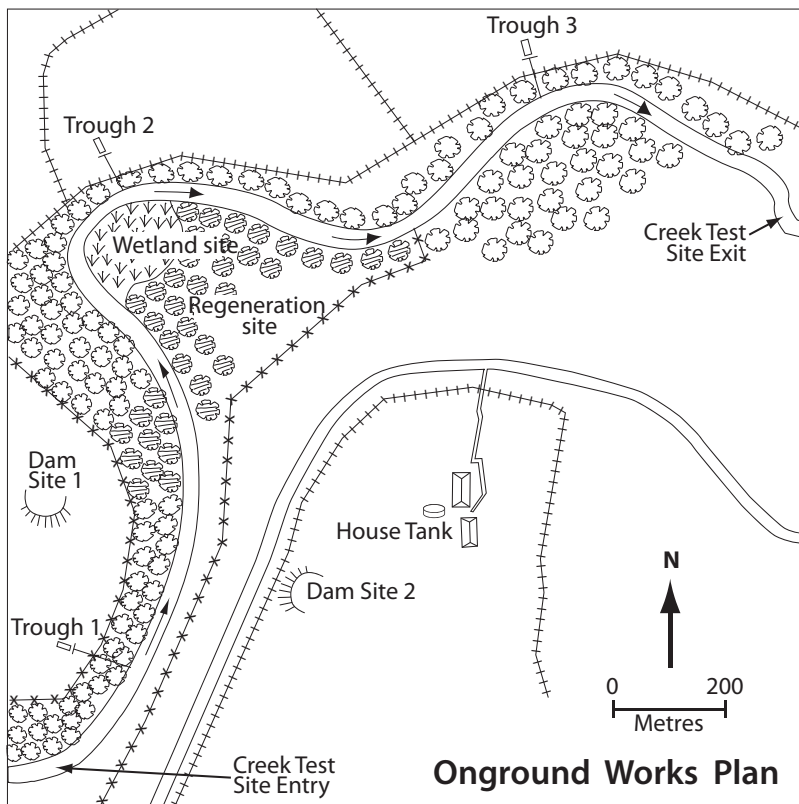 Trough 3
Trough 2
Wetland site
Creek Test
Site Exit
Regeneration
site
Dam
Site 1
House Tank
N
Dam Site 2
Trough 1
0 200
Metres
Creek Test
Site Entry
Onground Works Plan